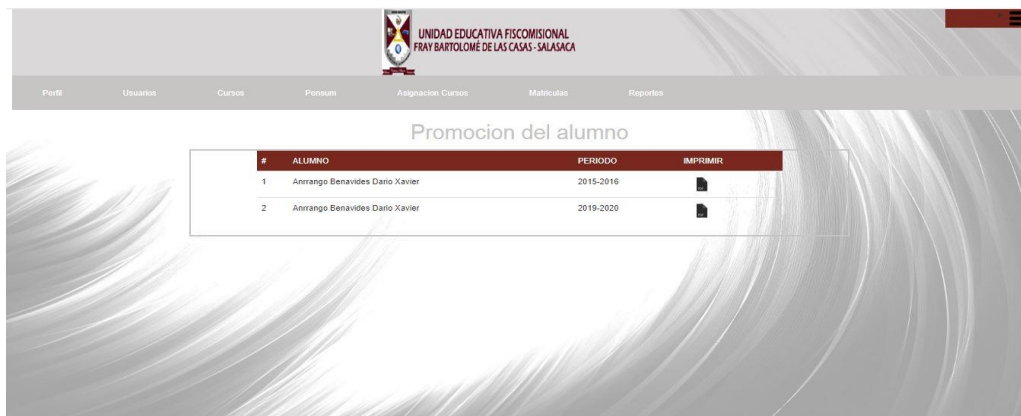 UNIDAD EDUCATIVA FISCOMISIONAL
FRAY BARTOLOMÉ DE LAS CASAS - SALASACA
Perfil Usuarios Cursos Pensum Asignacion Cursos Matriculas Reportes
Promocion del alumno
# ALUMNO PERIODO IMPRIMIR
1 Anrrango Benavides Dario Xavier 2015-2016
2 Anrrango Benavides Dario Xavier 2019-2020